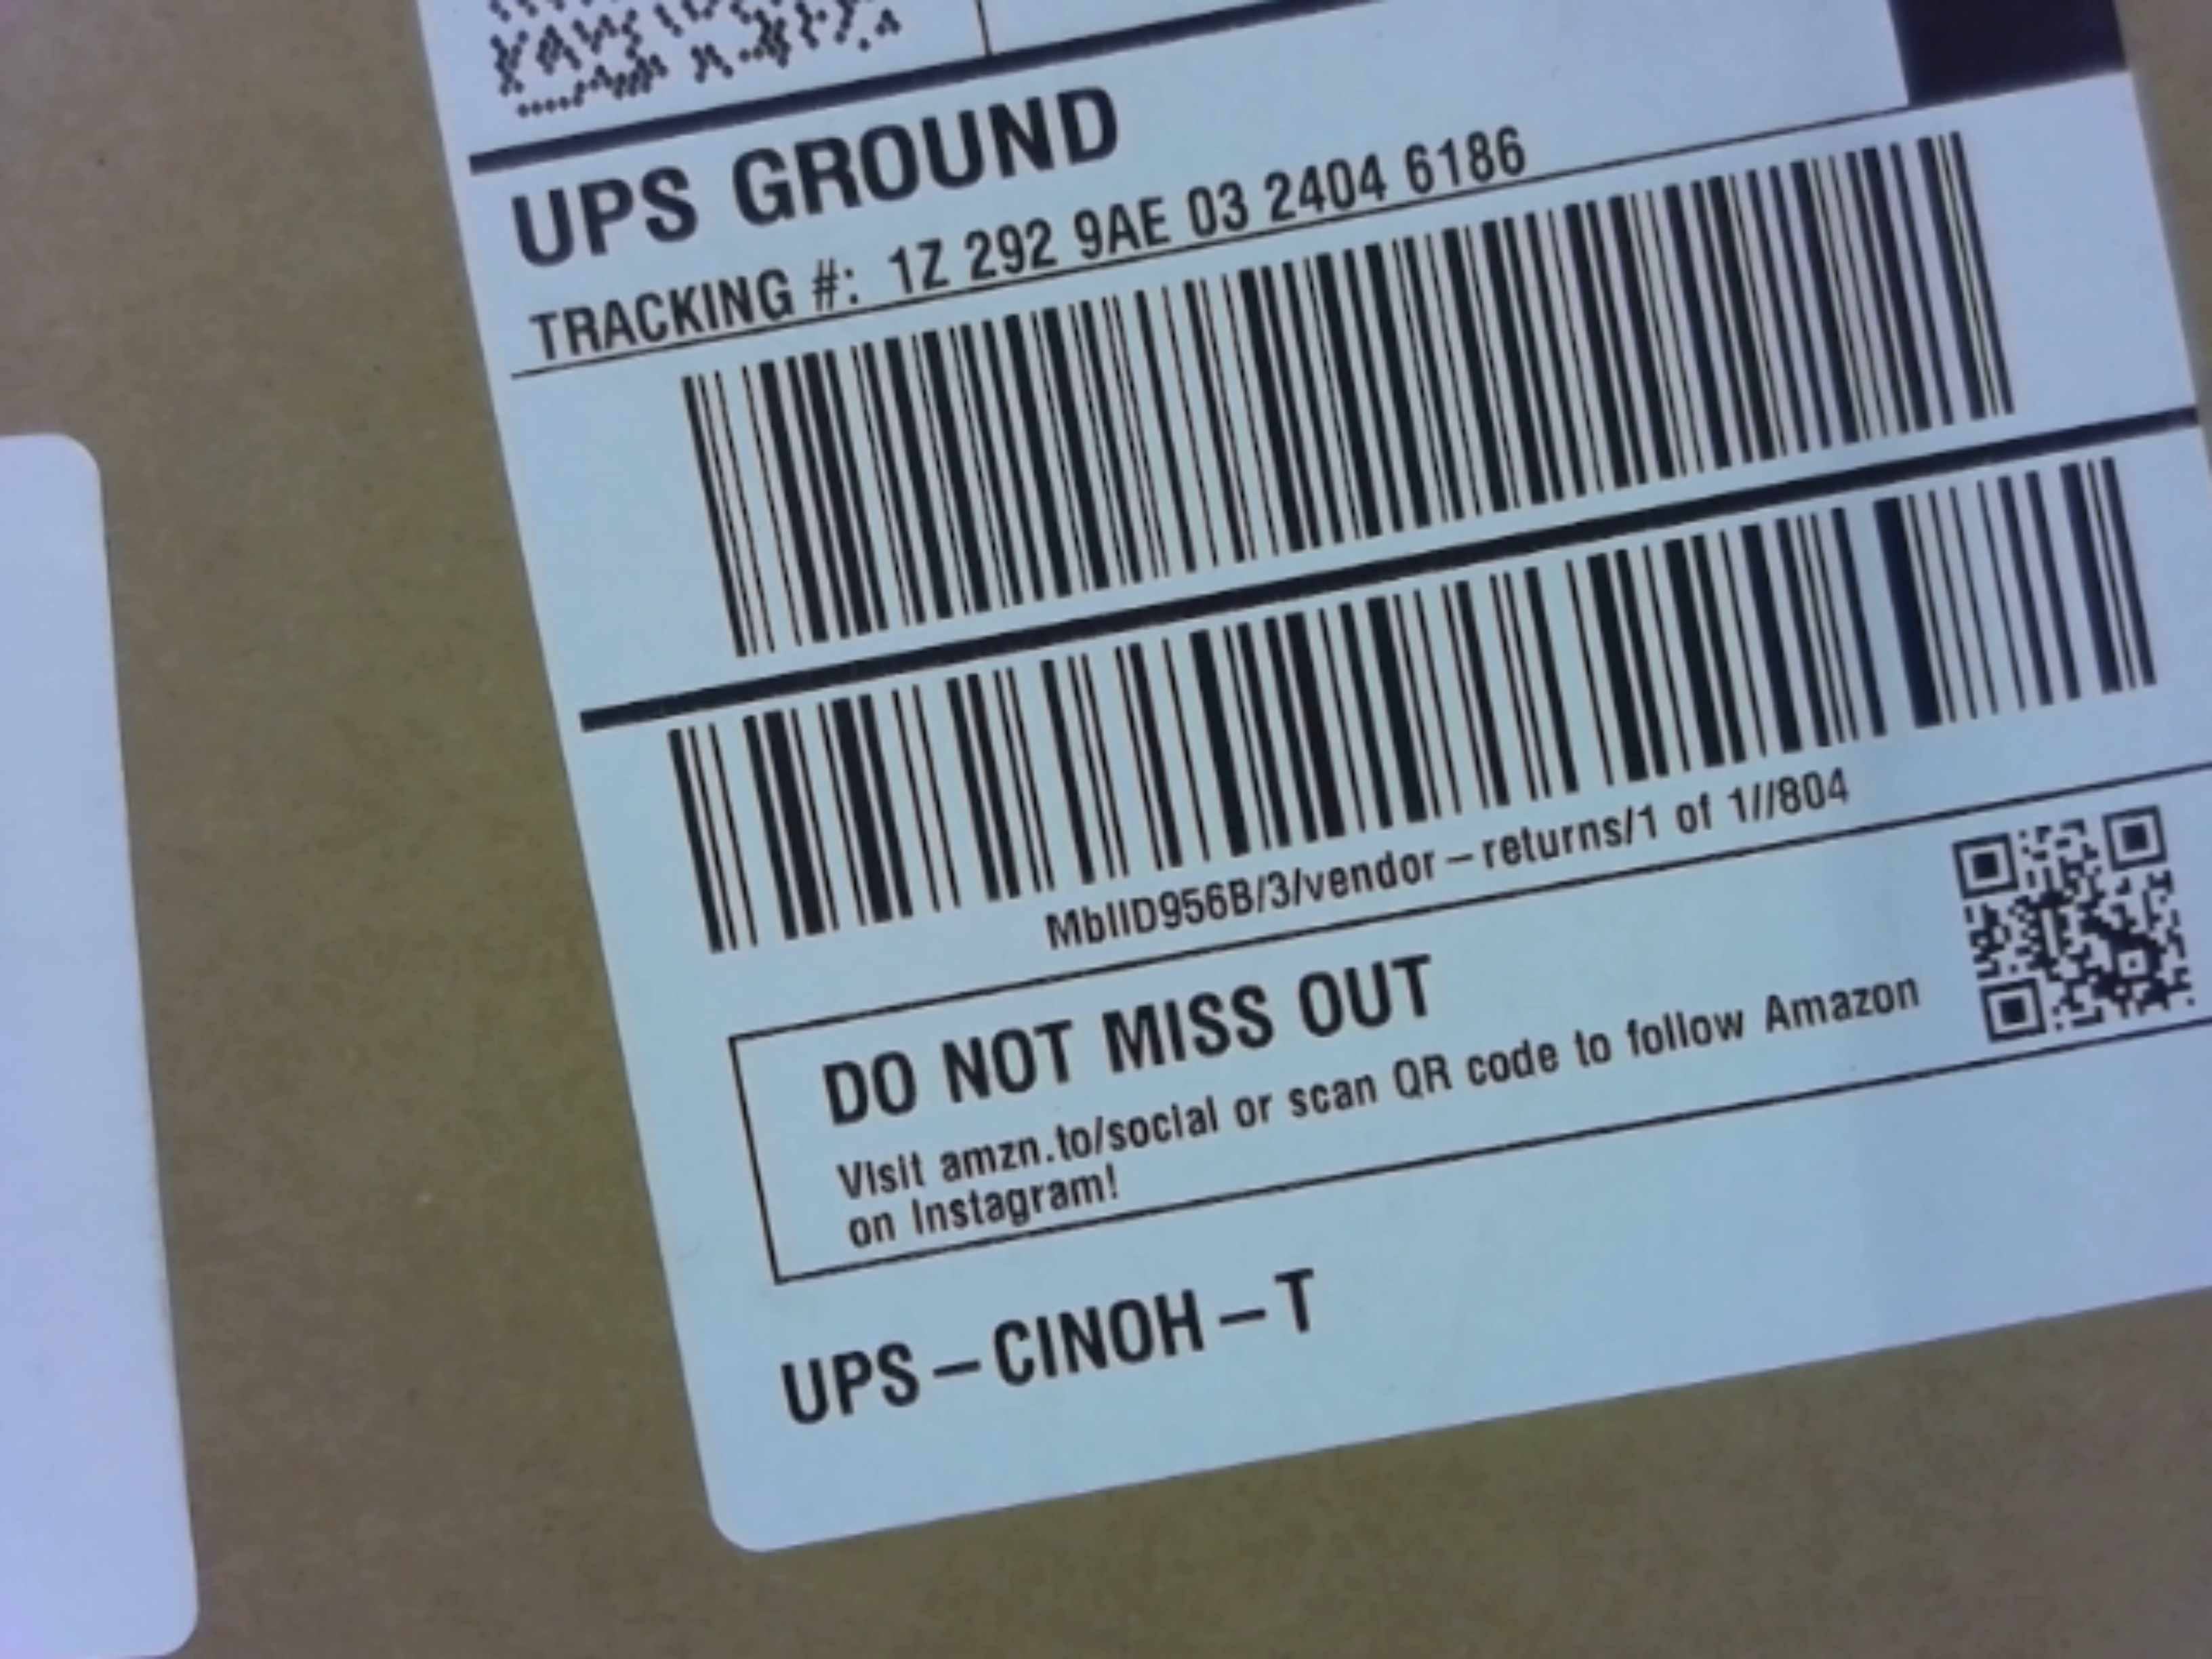 UPS GROUND
TRACKING #: 1Z 292 9AE 03 2404 6186
MbIID956B/3/vendor-returns/1 of 1//804
DO NOT MISS OUT
Visit amzn.to/social or scan QR code to follow Amazon
on Instagram!
UPS-CINOH-T